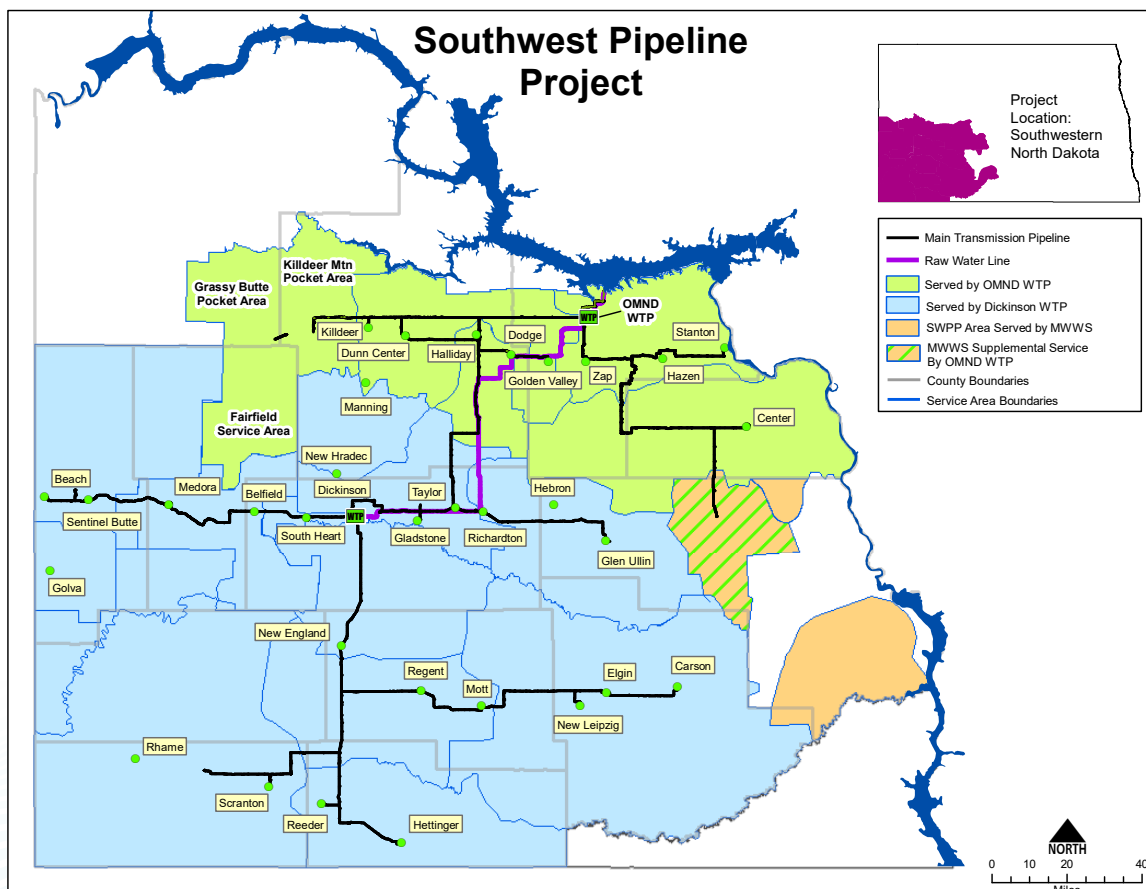 Southwest Pipeline
Project
Project
Location:
Southwestern
North Dakota
Main Transmission Pipeline
Raw Water Line
Served by OMND WTP
Served by Dickinson WTP
SWPP Area Served by MWWS
MWWS Supplemental Service
By OMND WTP
County Boundaries
Service Area Boundaries
Killdeer Mtn
Pocket Area
Grassy Butte
Pocket Area
OMND
WTP
WTP
Killdeer
Dodge
Stanton
Dunn Center
Halliday
Golden Valley
Zap
Hazen
Manning
Fairfield
Service Area
Center
New Hradec
Beach
Medora
Belfield
Dickinson
Taylor
Hebron
Sentinel Butte
South Heart
WTP
Gladstone
Richardton
Glen Ullin
Golva
New England
Regent
Mott
Elgin
Carson
New Leipzig
Rhame
Scranton
Reeder
Hettinger
NORTH
0 10 20 40
Miles